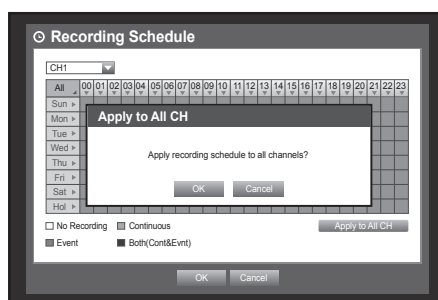 Recording Schedule
CH1
All 00 01 02 03 04 05 06 07 08 09 10 11 12 13 14 15 16 17 18 19 20 21 22 23
Sun
Mon
Tue
Wed
Thu
Fri
Sat
Hol
Apply to All CH
Apply recording schedule to all channels?
OK Cancel
No Recording Continuous Apply to All CH
Event Both(Cont&Evnt)
OK Cancel